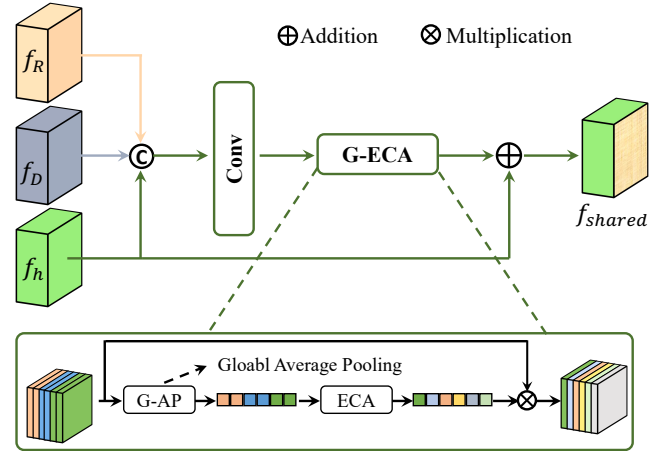 f_R
⊕Addition
⊗Multiplication
f_D
©
Conv
G-ECA
f_shared
f_h
Gloabl Average Pooling
G-AP
ECA